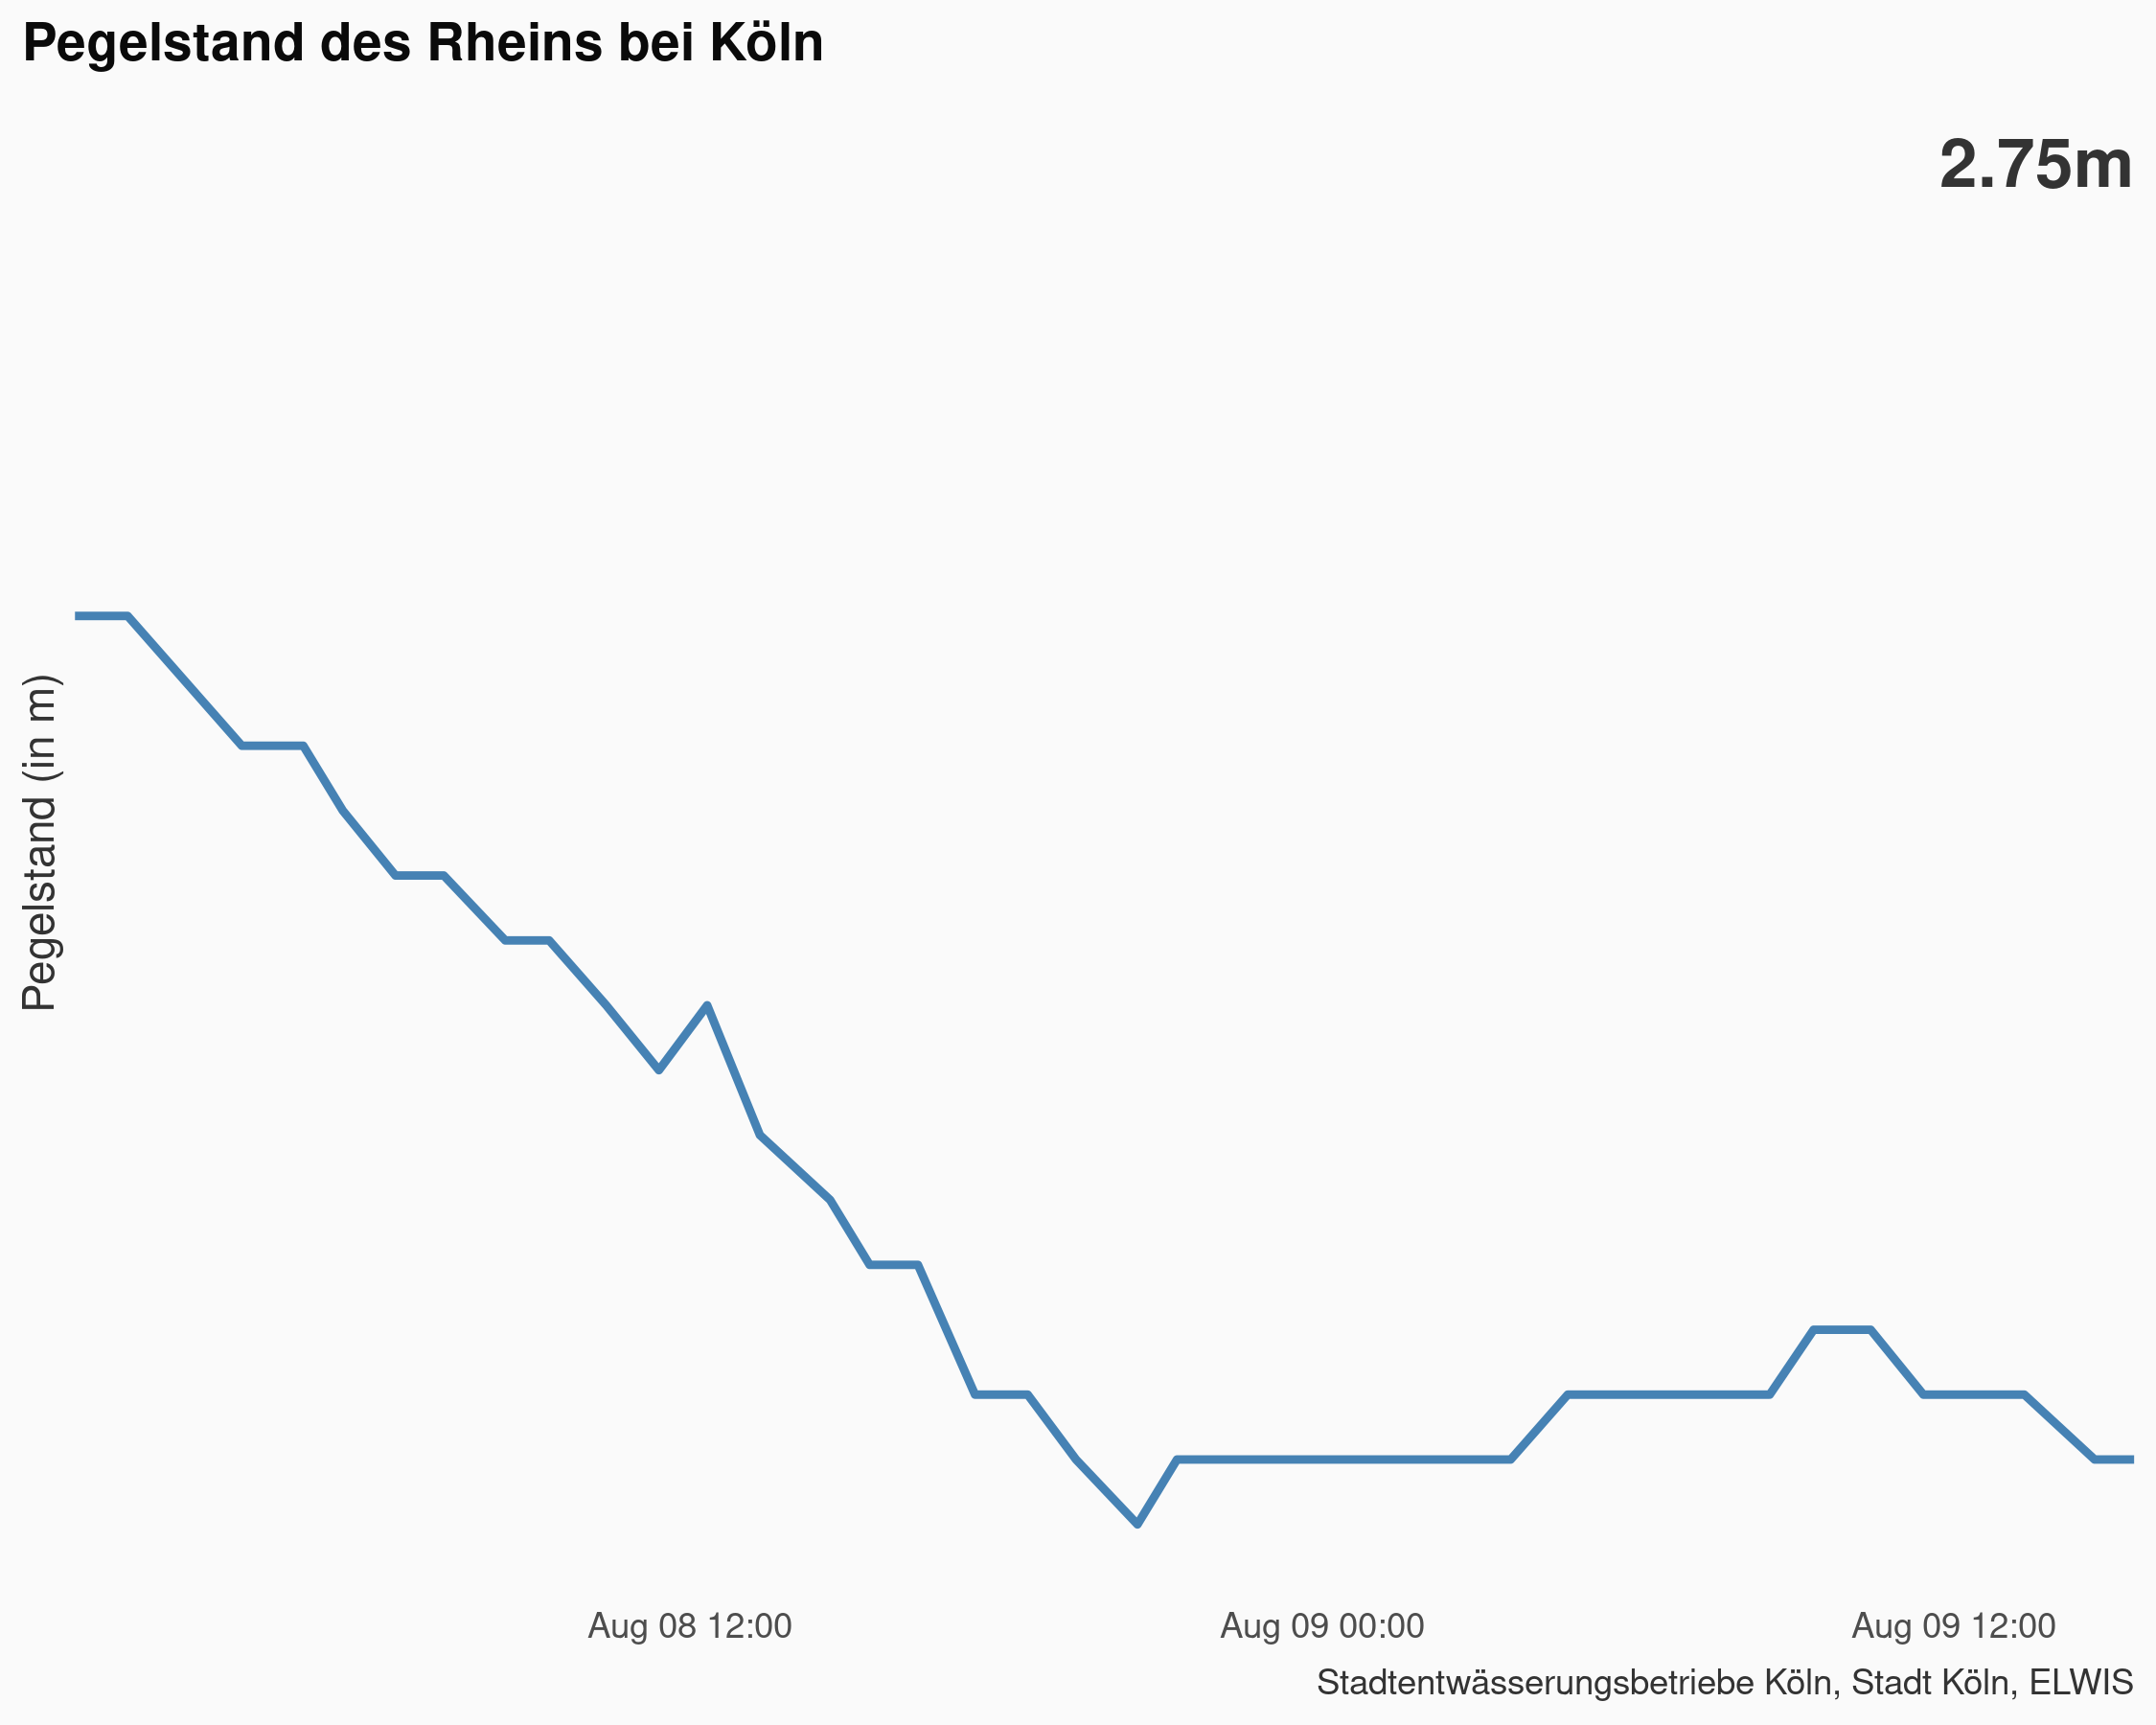 Pegelstand des Rheins bei Köln
2.75m
Pegelstand (in m)
Aug 08 12:00
Aug 09 00:00
Aug 09 12:00
Stadtentwässerungsbetriebe Köln, Stadt Köln, ELWIS